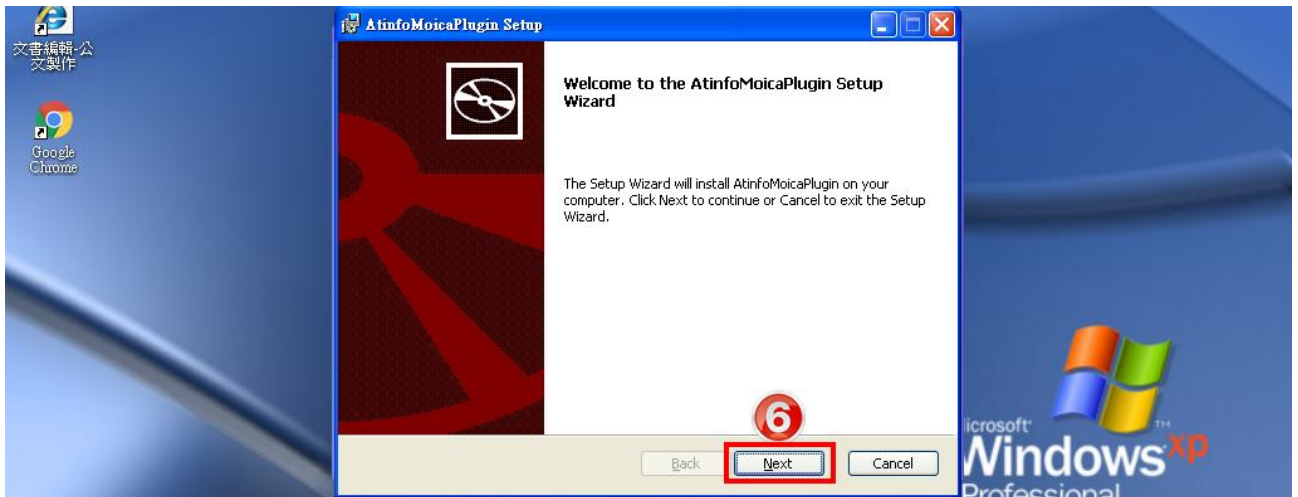 文書編輯-公
文製作
Google
Chrome
AtinfoMoicaPlugin Setup
Welcome to the AtinfoMoicaPlugin Setup
Wizard
The Setup Wizard will install AtinfoMoicaPlugin on your
computer. Click Next to continue or Cancel to exit the Setup
Wizard.
6
Back
Next
Cancel
icrosoft
TM
Windows xp
Professional